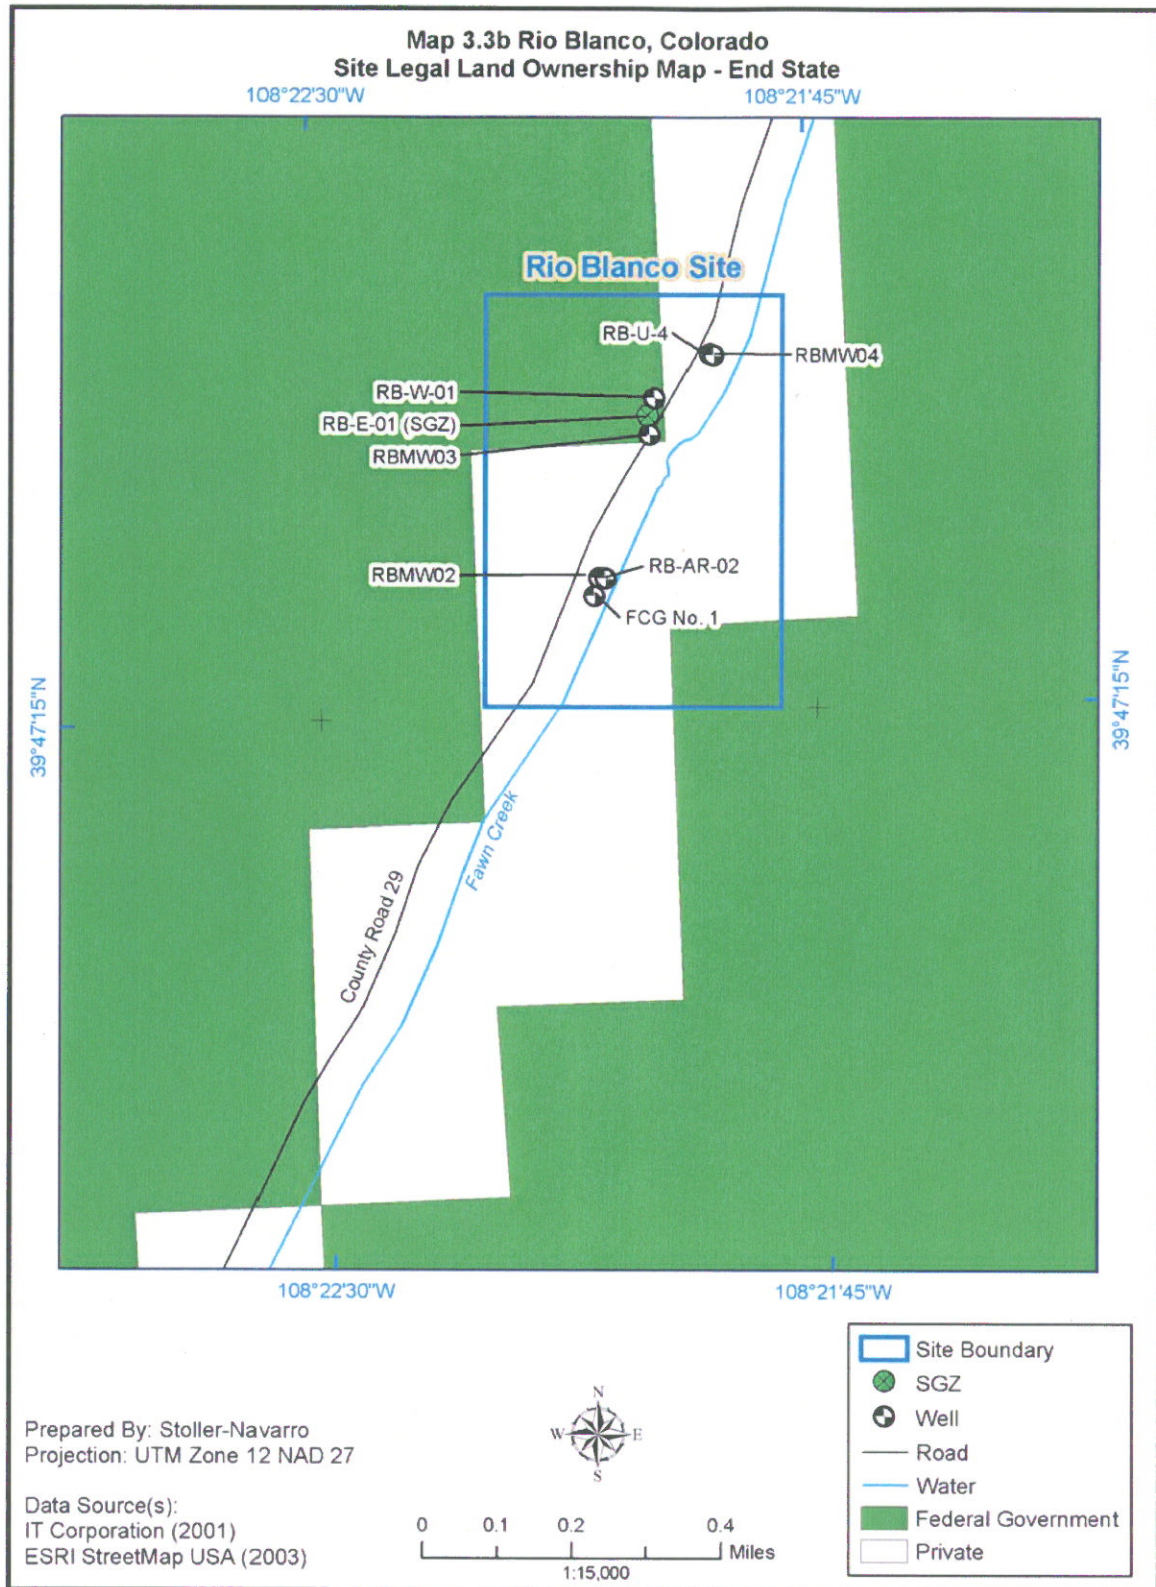 Map 3.3b Rio Blanco, Colorado
Site Legal Land Ownership Map - End State
108°22'30"W
108°21'45"W
Rio Blanco Site
RB-U-4
RBMW04
RB-W-01
RB-E-01 (SGZ)
RBMW03
RBMW02
RB-AR-02
FCG No. 1
39°47'15"N
39°47'15"N
Fawn Creek
County Road 29
108°22'30"W
108°21'45"W
Site Boundary
SGZ
Well
Road
Water
Federal Government
Private
N
W
E
S
Prepared By: Stoller-Navarro
Projection: UTM Zone 12 NAD 27
Data Source(s):
IT Corporation (2001)
ESRI StreetMap USA (2003)
0 0.1 0.2 0.4
Miles
1:15,000